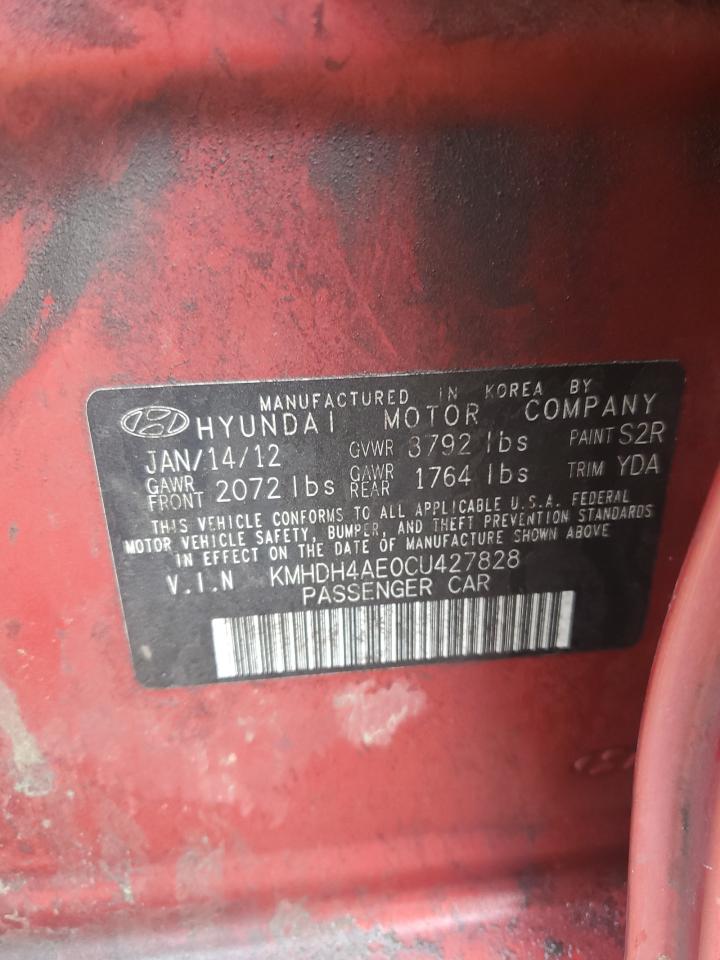 MANUFACTURED IN KOREA BY
HYUNDAI MOTOR COMPANY
JAN/14/12 GVWR 3792 lbs PAINT S2R
GAWR FRONT 2072 lbs GAWR REAR 1764 lbs TRIM YDA
THIS VEHICLE CONFORMS TO ALL APPLICABLE U.S.A. FEDERAL
MOTOR VEHICLE SAFETY, BUMPER, AND THEFT PREVENTION STANDARDS
IN EFFECT ON THE DATE OF MANUFACTURE SHOWN ABOVE
V.I.N KMHDH4AE0CU427828
PASSENGER CAR